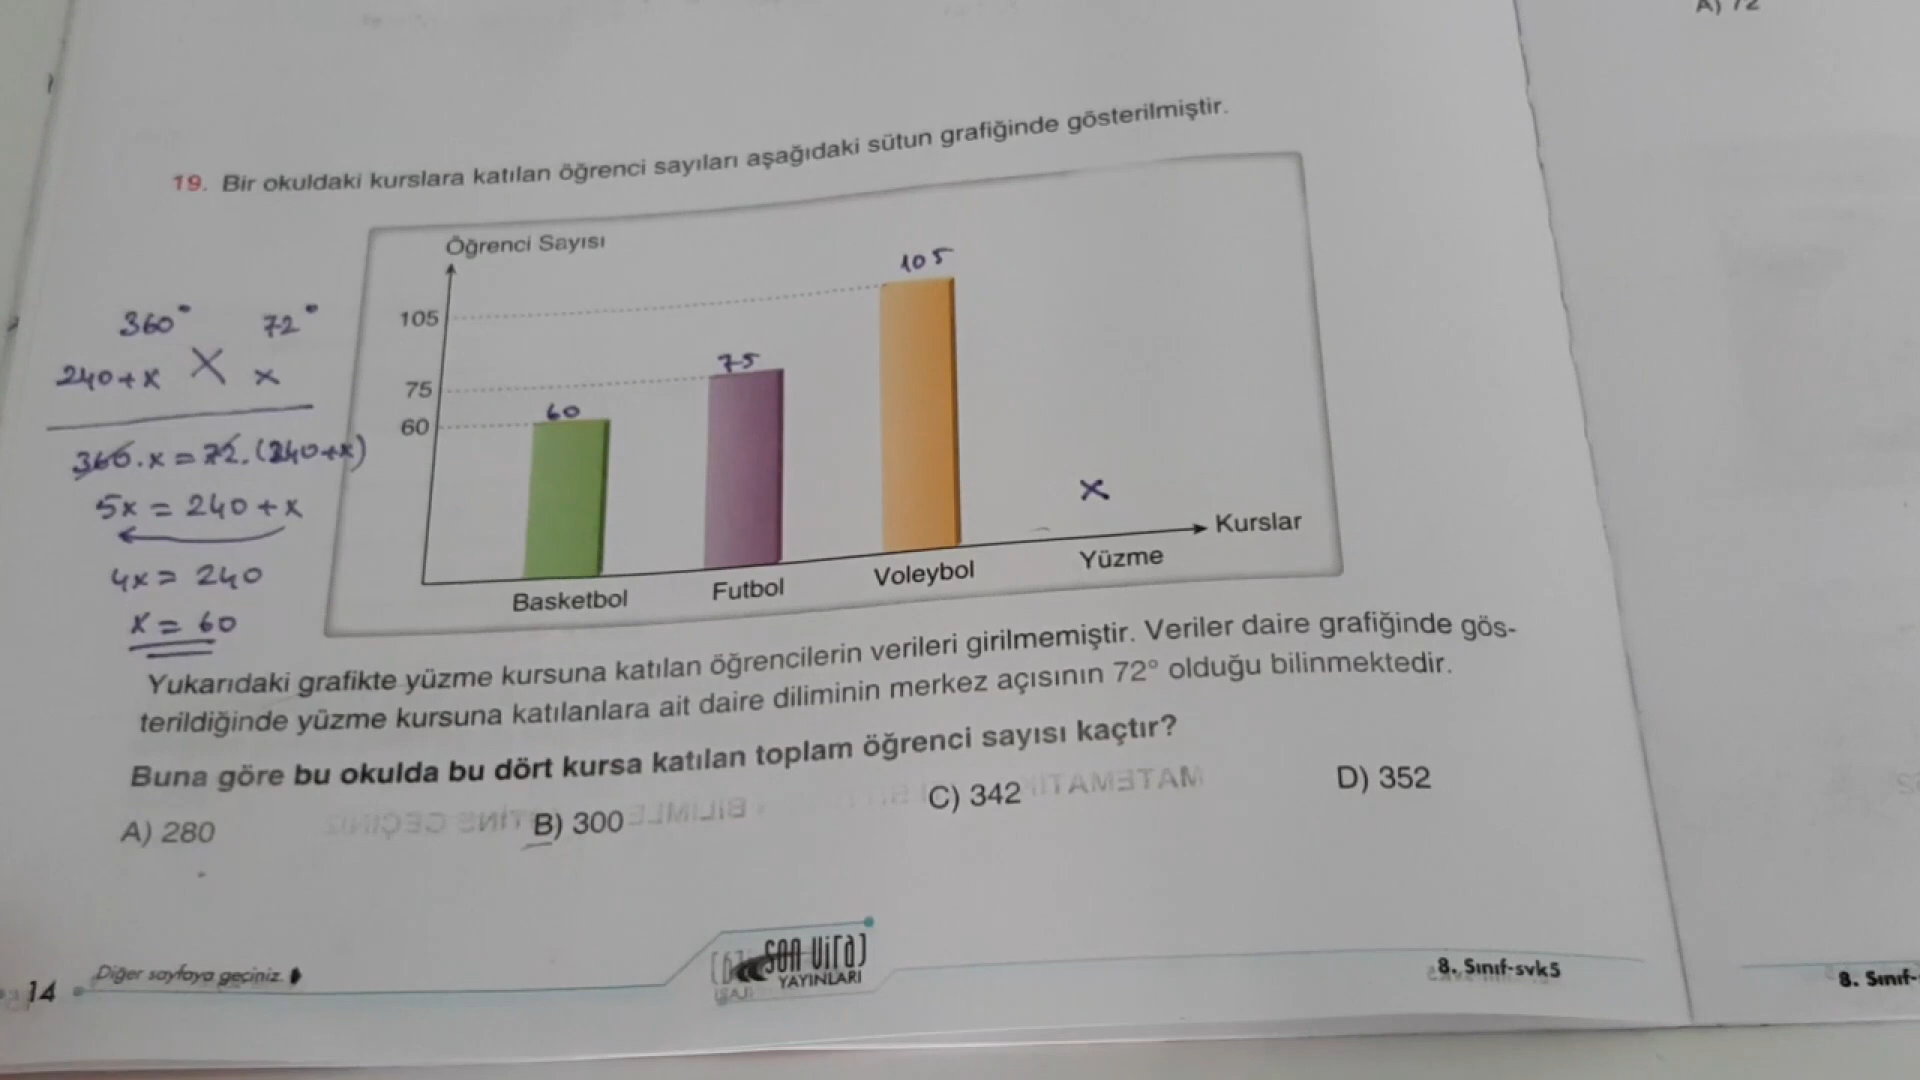 A) 72
19. Bir okuldaki kurslara katılan öğrenci sayıları aşağıdaki sütun grafiğinde gösterilmiştir.
Öğrenci Sayısı
105
105
75
75
60
60
x
Kurslar
Basketbol
Futbol
Voleybol
Yüzme
360° 72°
240+x X x
360.x = 72.(240+x)
5x = 240+x
4x = 240
x = 60
Yukarıdaki grafikte yüzme kursuna katılan öğrencilerin verileri girilmemiştir. Veriler daire grafiğinde gös-
terildiğinde yüzme kursuna katılanlara ait daire diliminin merkez açısının 72° olduğu bilinmektedir.
Buna göre bu okulda bu dört kursa katılan toplam öğrenci sayısı kaçtır?
A) 280
B) 300
C) 342
D) 352
14
Diğer sayfaya geçiniz.
son viraj
YAYINLARI
8. Sınıf-svk5
8. Sınıf-